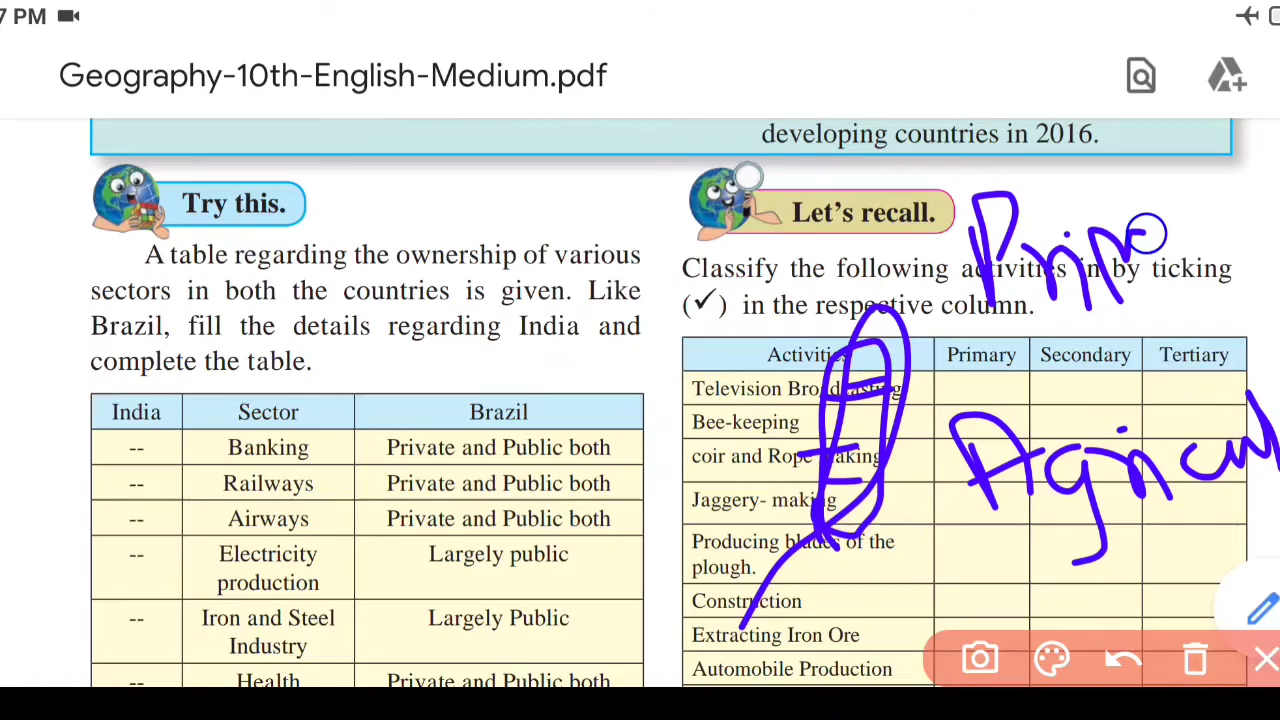 7 PM
Geography-10th-English-Medium.pdf
developing countries in 2016.
Try this.
A table regarding the ownership of various
sectors in both the countries is given. Like
Brazil, fill the details regarding India and
complete the table.
India Sector Brazil
-- Banking Private and Public both
-- Railways Private and Public both
-- Airways Private and Public both
-- Electricity production Largely public
-- Iron and Steel Industry Largely Public
Health Private and Public both
Let's recall.
Classify the following activities in by ticking
(✓) in the respective column.
Activities Primary Secondary Tertiary
Television Broadcasting
Bee-keeping
coir and Rope making
Jaggery- making
Producing blades of the
plough.
Construction
Extracting Iron Ore
Automobile Production